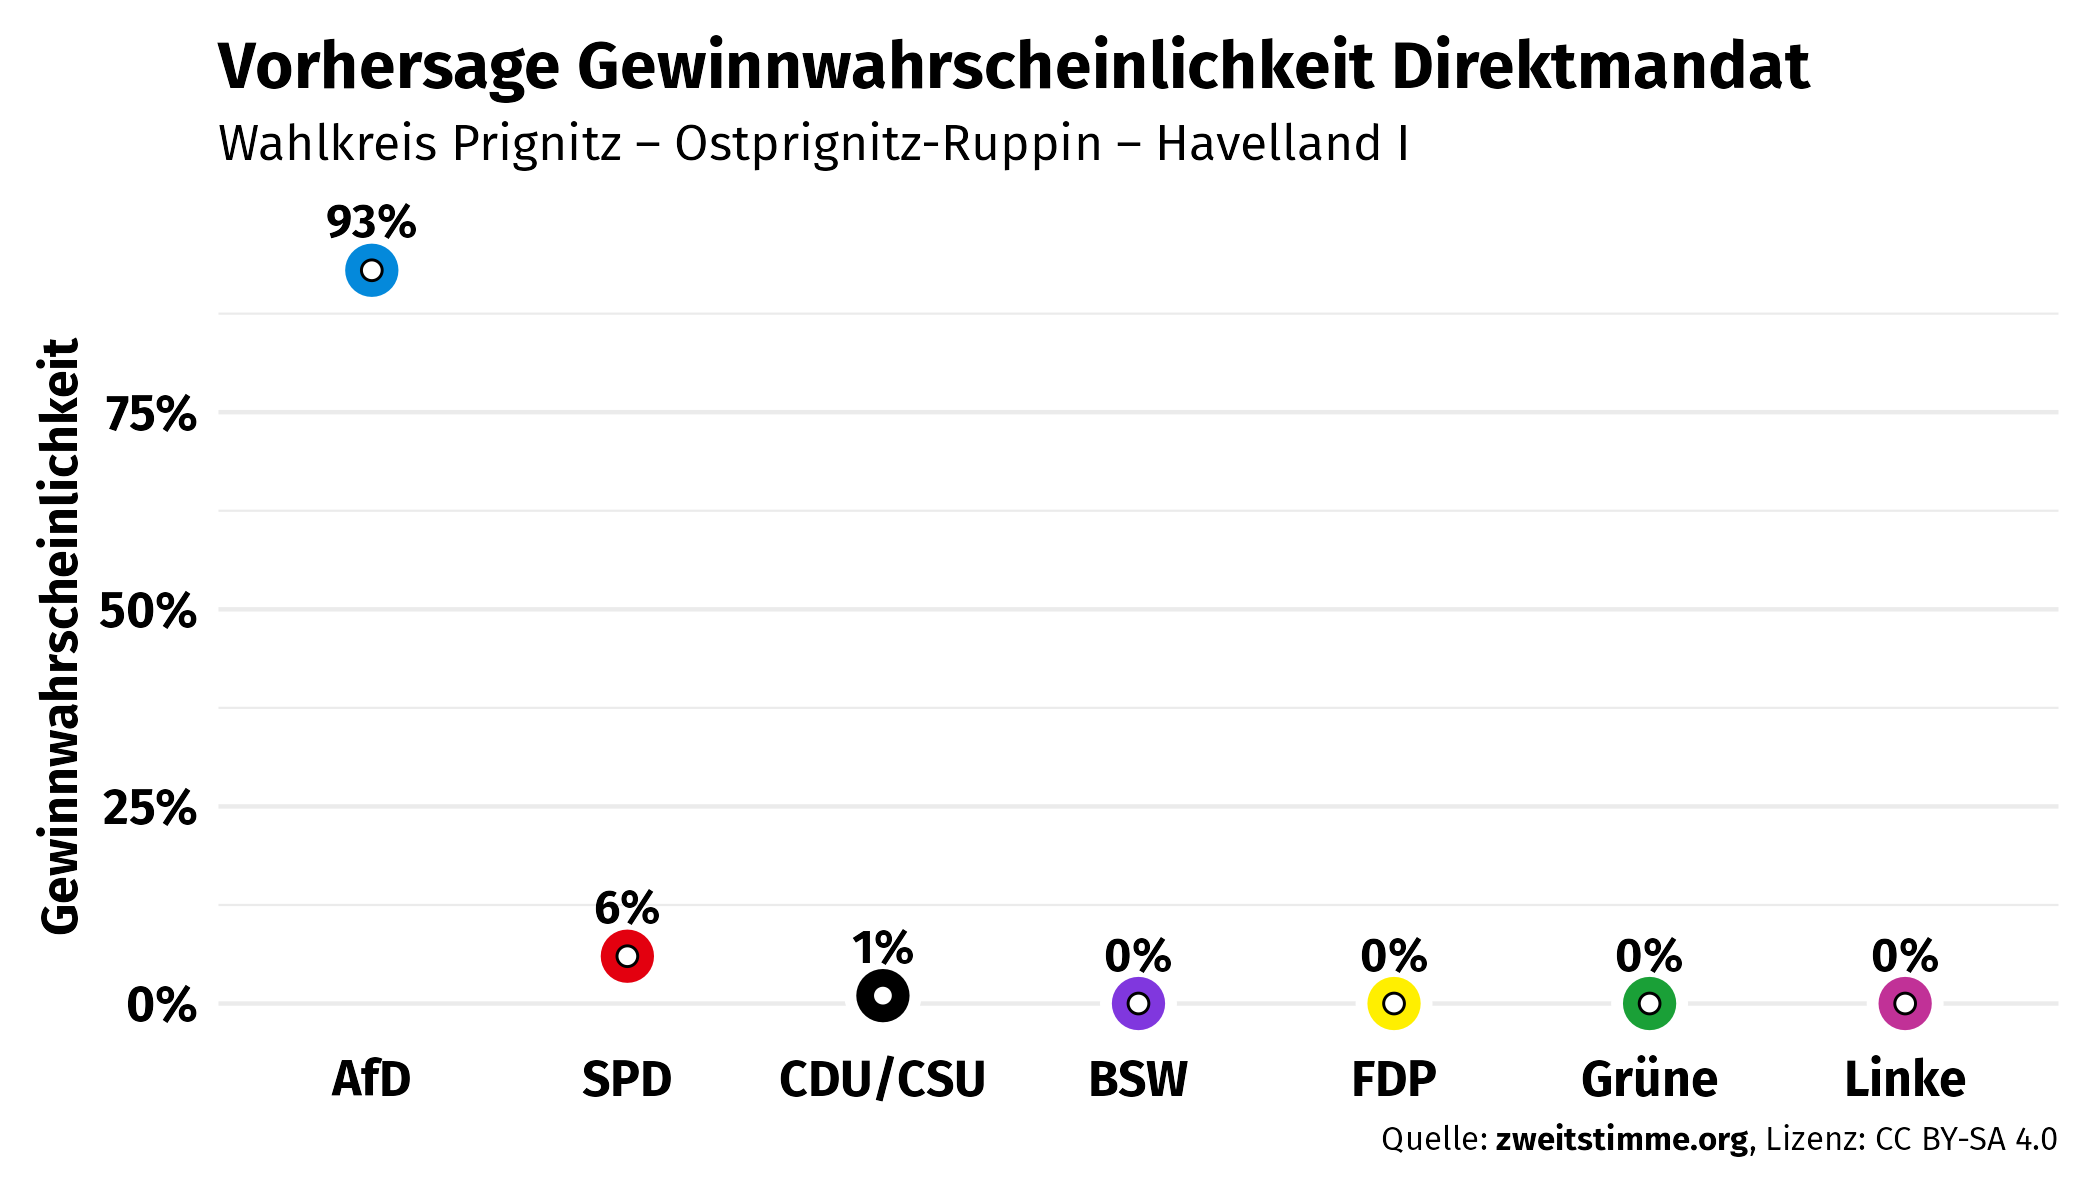 Vorhersage Gewinnwahrscheinlichkeit Direktmandat
Wahlkreis Prignitz – Ostprignitz-Ruppin – Havelland I
Gewinnwahrscheinlichkeit
75%
50%
25%
0%
93%
6%
1%
0%
0%
0%
0%
AfD
SPD
CDU/CSU
BSW
FDP
Grüne
Linke
Quelle: zweitstimme.org, Lizenz: CC BY-SA 4.0